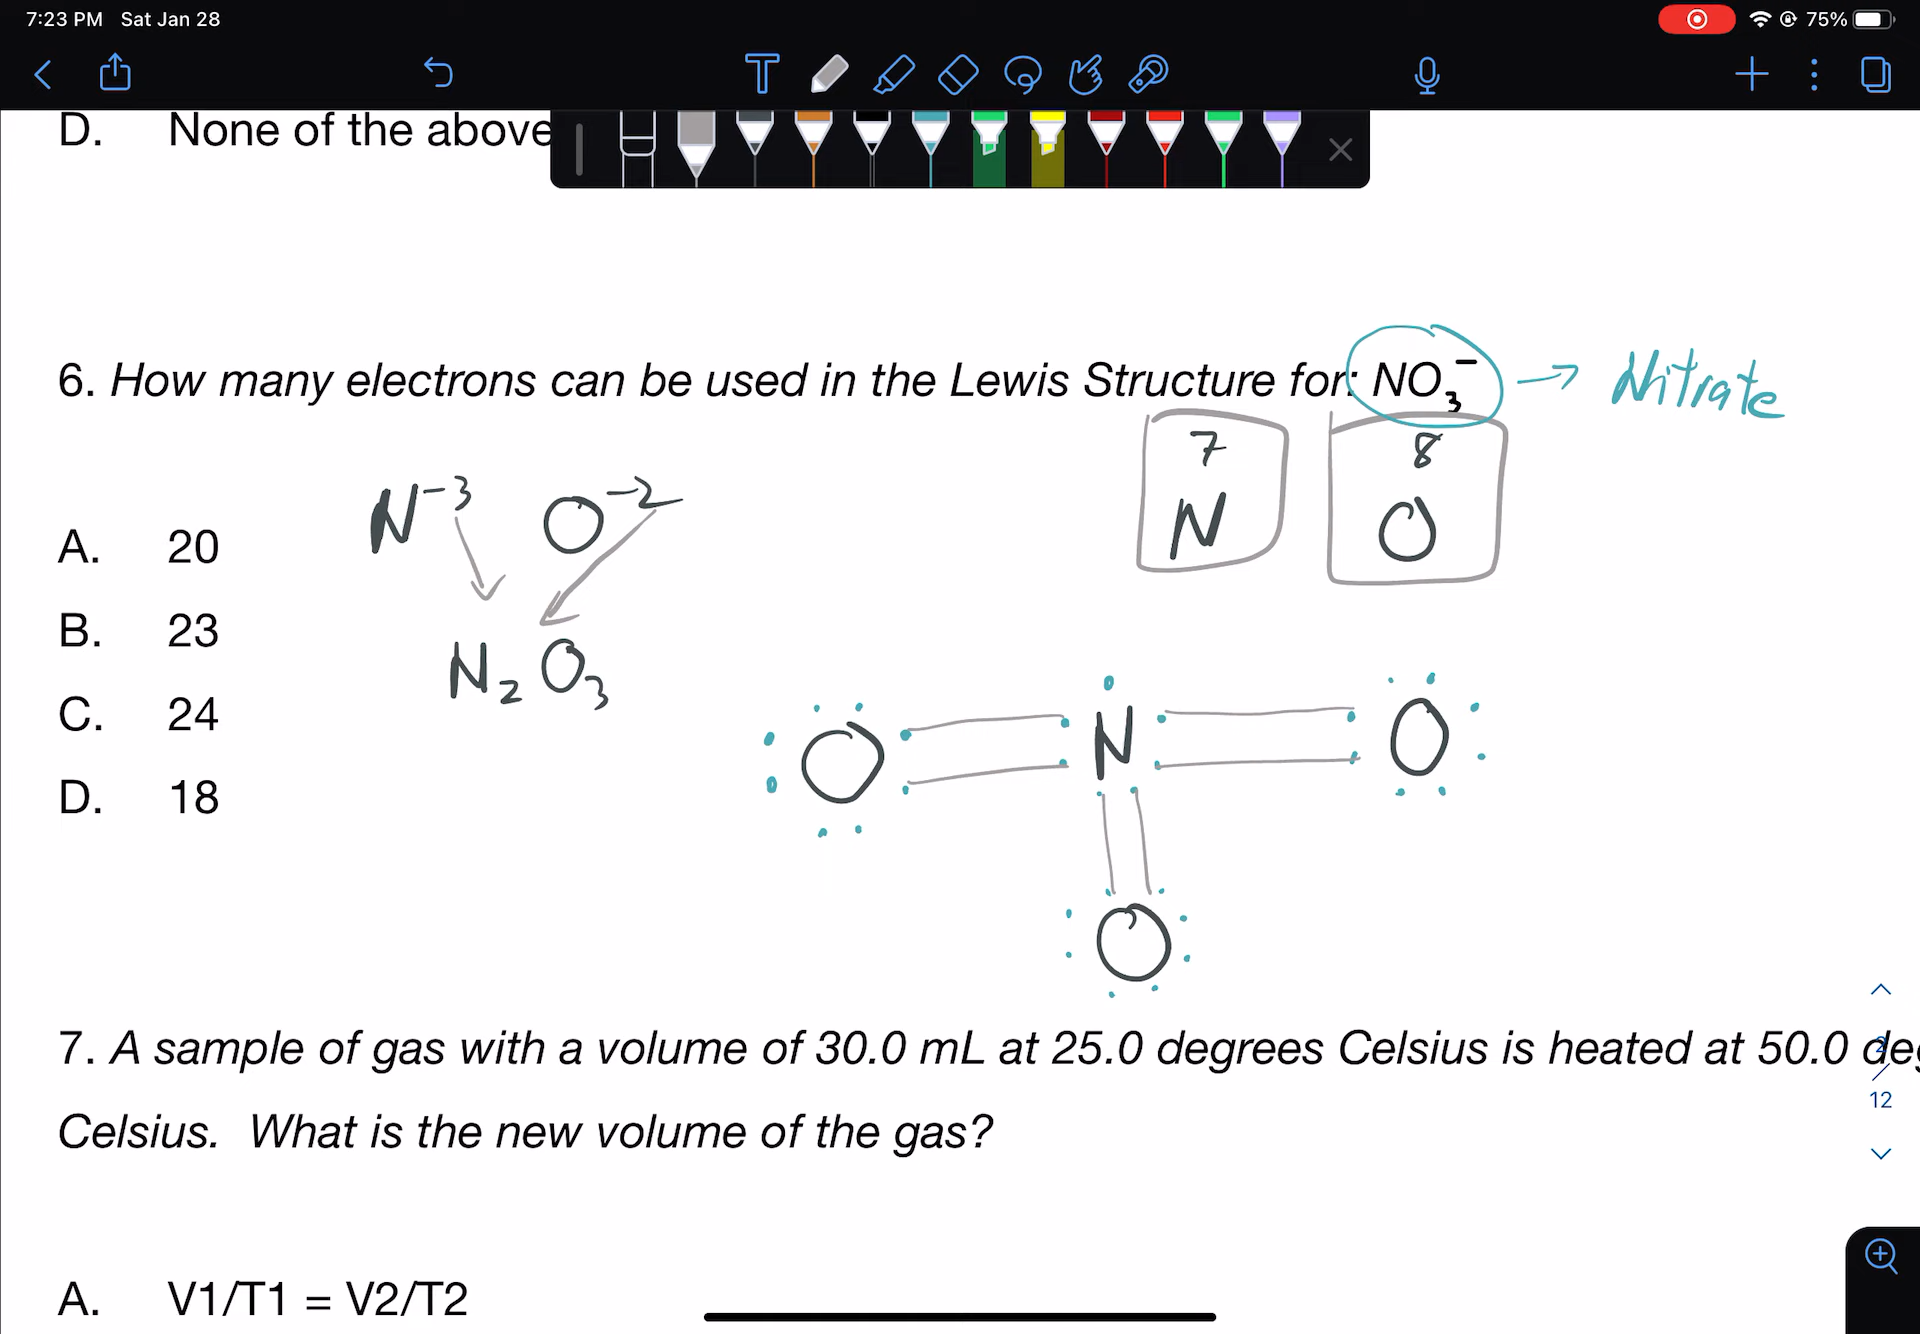 7:23 PM Sat Jan 28
75%
D. None of the above
6. How many electrons can be used in the Lewis Structure for: NO₃⁻ → Nitrate
7 8
N O
N⁻³ O⁻²
A. 20
B. 23
N₂O₃
C. 24
O N O
D. 18
O
7. A sample of gas with a volume of 30.0 mL at 25.0 degrees Celsius is heated at 50.0 deg
Celsius. What is the new volume of the gas?
2
/
12
A. V1/T1 = V2/T2